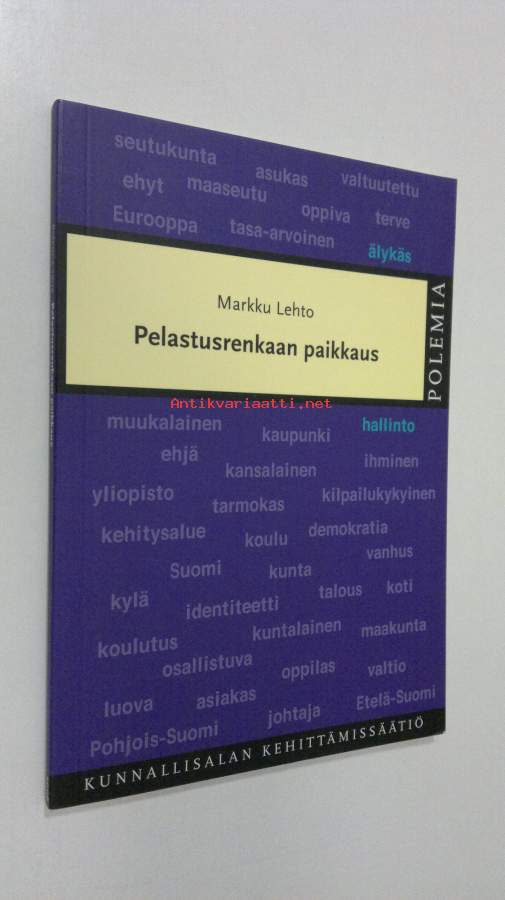 seutukunta asukas valtuutettu
ehyt maaseutu oppiva terve
Eurooppa tasa-arvoinen älykäs
Markku Lehto
Pelastusrenkaan paikkaus
POLEMIA
Antikvariaatti.net
muukalainen kaupunki hallinto
ehjä kansalainen ihminen
yliopisto tarmokas kilpailukykyinen
kehitysalue koulu demokratia
vanhus
Suomi kunta
kylä identiteetti talous koti
koulutus kuntalainen maakunta
osallistuva oppilas valtio
luova asiakas
Pohjois-Suomi johtaja Etelä-Suomi
KUNNALLISALAN KEHITTÄMISSÄÄTIÖ